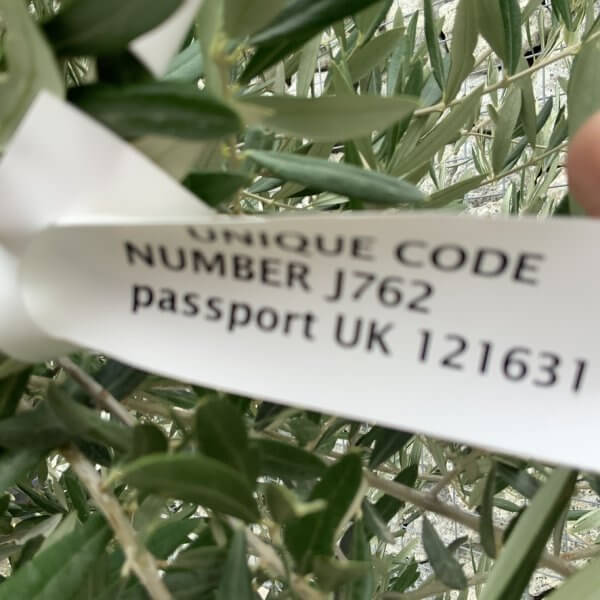 UNIQUE CODE
NUMBER J762
passport UK 121631